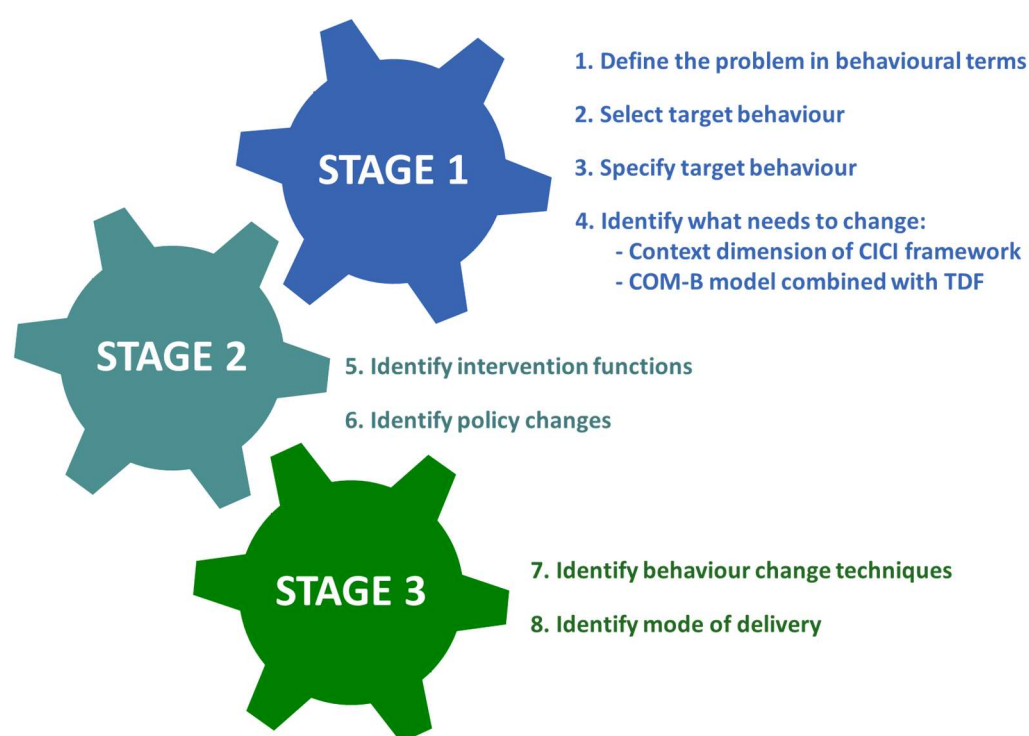 STAGE 1
1. Define the problem in behavioural terms
2. Select target behaviour
3. Specify target behaviour
4. Identify what needs to change:
- Context dimension of CICI framework
- COM-B model combined with TDF
STAGE 2
5. Identify intervention functions
6. Identify policy changes
STAGE 3
7. Identify behaviour change techniques
8. Identify mode of delivery